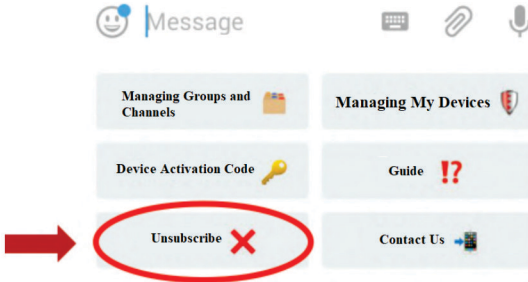 Message
Managing Groups and
Channels
Managing My Devices
Device Activation Code
Guide ⁉
Unsubscribe
Contact Us